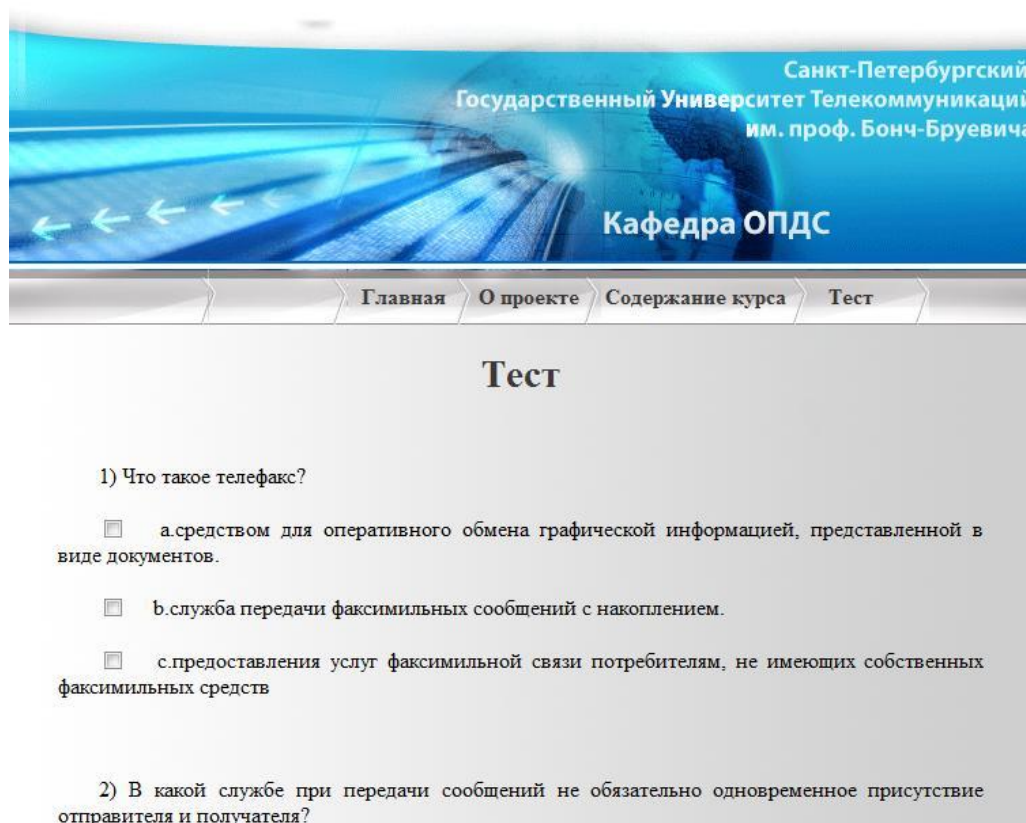 Санкт-Петербургский
Государственный Университет Телекоммуникаций
им. проф. Бонч-Бруевича
Кафедра ОПДС
Главная О проекте Содержание курса Тест
Тест
1) Что такое телефакс?
a.средством для оперативного обмена графической информацией, представленной в
виде документов.
b.служба передачи факсимильных сообщений с накоплением.
c.предоставления услуг факсимильной связи потребителям, не имеющих собственных
факсимильных средств
2) В какой службе при передачи сообщений не обязательно одновременное присутствие
отправителя и получателя?